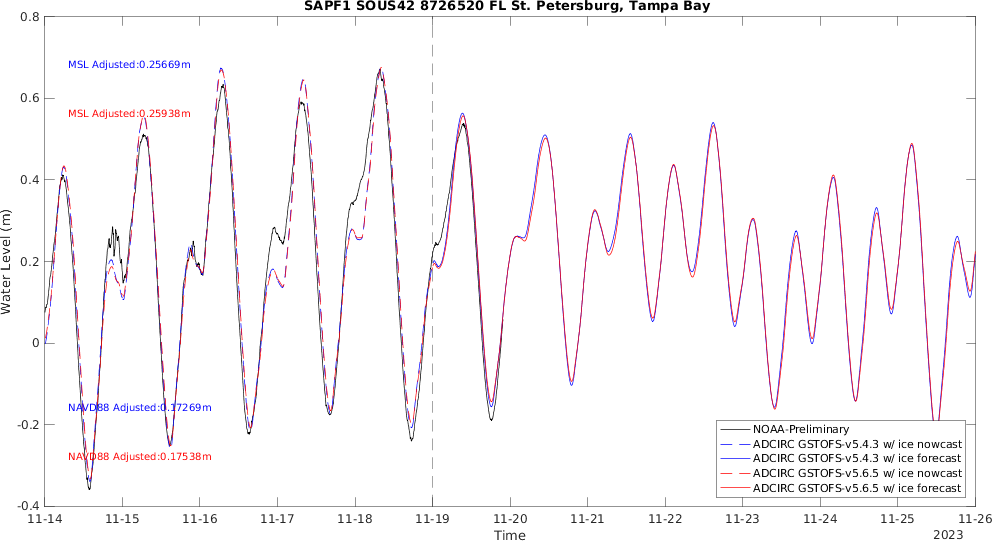 SAPF1 SOUS42 8726520 FL St. Petersburg, Tampa Bay
0.8
MSL Adjusted:0.25669m
0.6
MSL Adjusted:0.25938m
0.4
Water Level (m)
0.2
0
NAVD88 Adjusted:0.17269m
-0.2
NAVD88 Adjusted:0.17538m
-0.4
NOAA-Preliminary
ADCIRC GSTOFS-v5.4.3 w/ ice nowcast
ADCIRC GSTOFS-v5.4.3 w/ ice forecast
ADCIRC GSTOFS-v5.6.5 w/ ice nowcast
ADCIRC GSTOFS-v5.6.5 w/ ice forecast
11-14 11-15 11-16 11-17 11-18 11-19 11-20 11-21 11-22 11-23 11-24 11-25 11-26
Time
2023